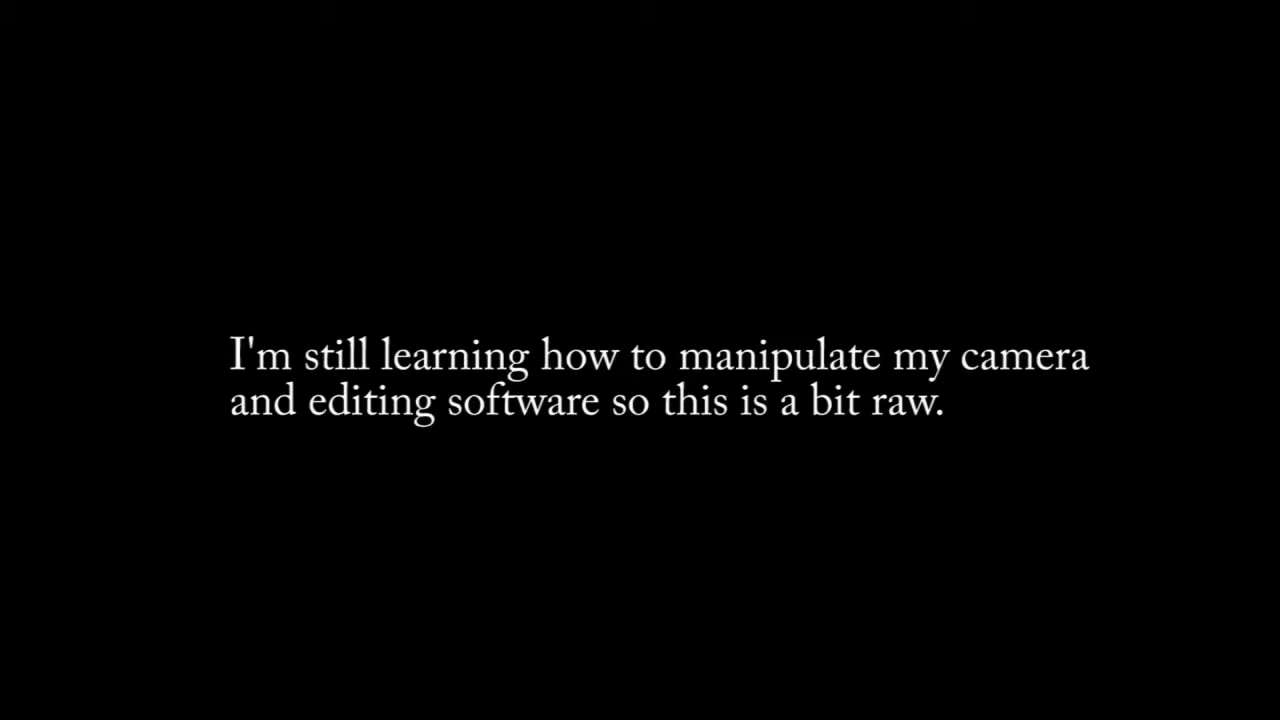 I'm still learning how to manipulate my camera
and editing software so this is a bit raw.